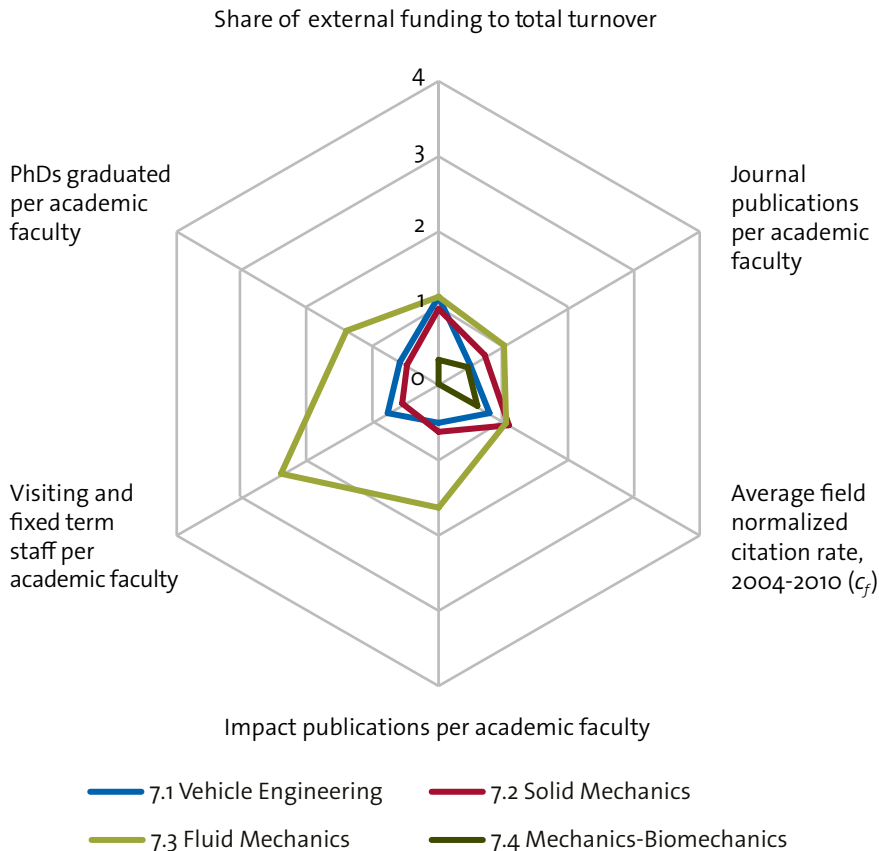 Share of external funding to total turnover
4
3
2
1
0
PhDs graduated
per academic
faculty
Journal
publications
per academic
faculty
Visiting and
fixed term
staff per
academic faculty
Average field
normalized
citation rate,
2004-2010 (cf)
Impact publications per academic faculty
7.1 Vehicle Engineering
7.2 Solid Mechanics
7.3 Fluid Mechanics
7.4 Mechanics-Biomechanics